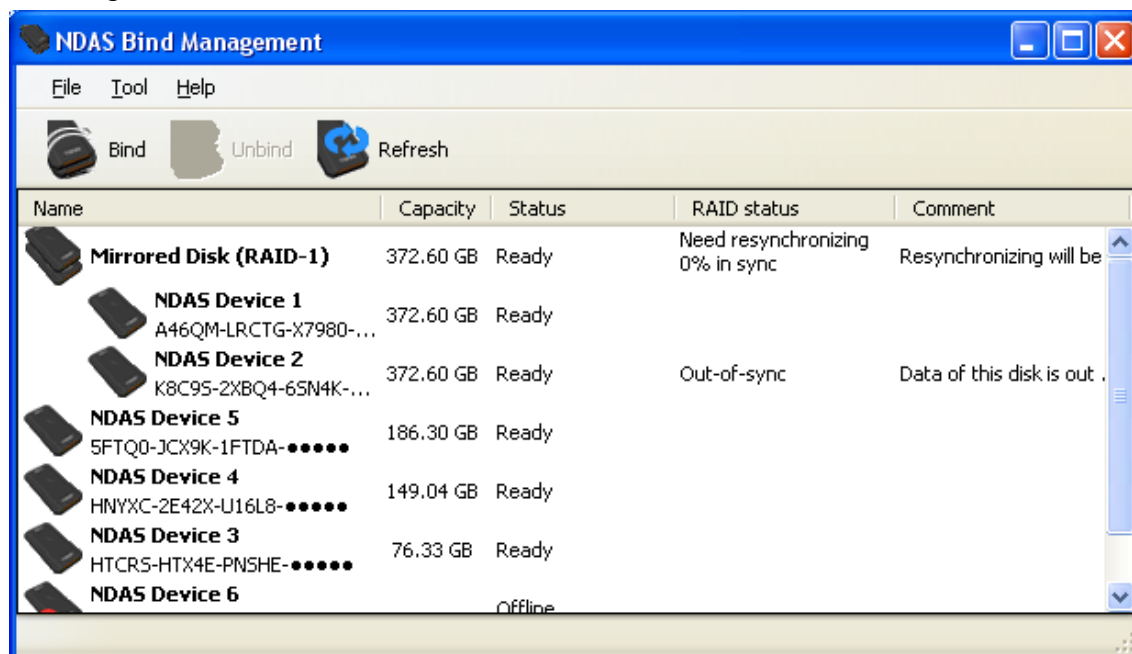 NDAS Bind Management
File Tool Help
Bind Unbind Refresh
Name Capacity Status RAID status Comment
Mirrored Disk (RAID-1) 372.60 GB Ready Need resynchronizing Resynchronizing will be
0% in sync
NDAS Device 1
A46QM-LRCTG-X7980-... 372.60 GB Ready
NDAS Device 2
K8C95-2XBQ4-6SN4K-... 372.60 GB Ready Out-of-sync Data of this disk is out .
NDAS Device 5
5FTQ0-JCX9K-1FTDA-●●●●● 186.30 GB Ready
NDAS Device 4
HNYXC-2E42X-U16L8-●●●●● 149.04 GB Ready
NDAS Device 3
HTCRS-HTX4E-PNSHE-●●●●● 76.33 GB Ready
NDAS Device 6
Offline